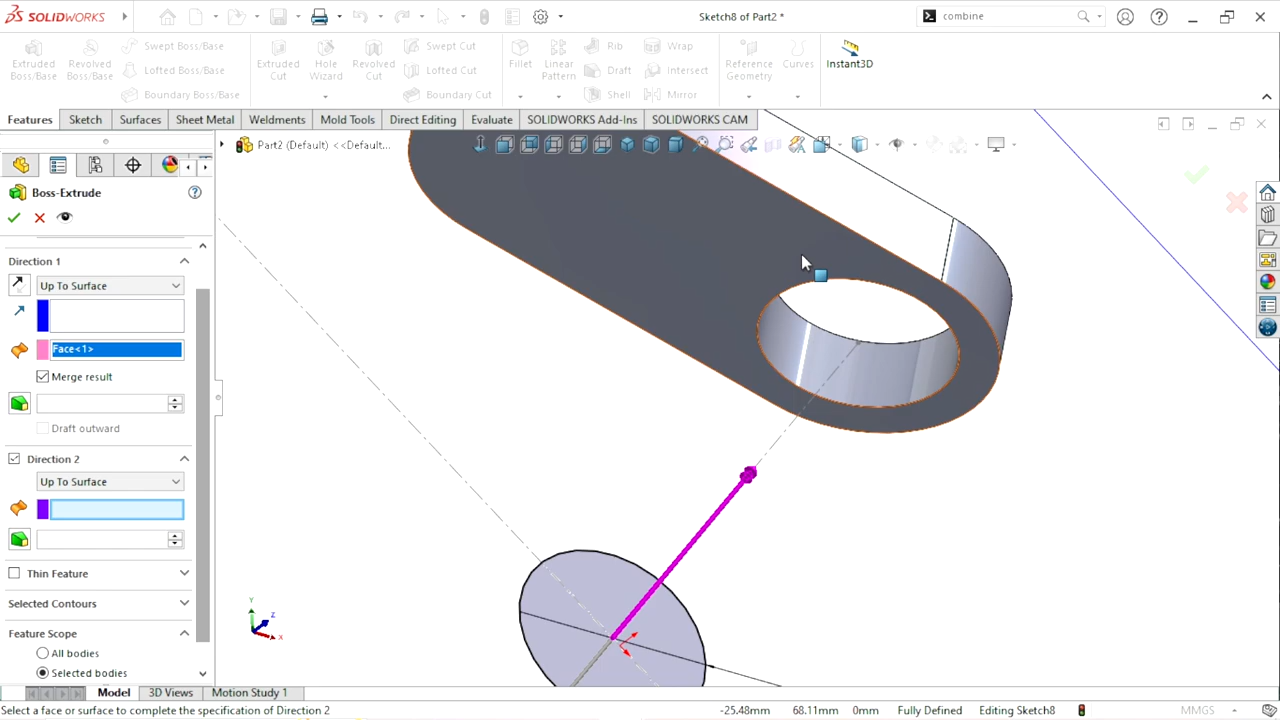 SOLIDWORKS
Sketch8 of Part2 *
combine
Extruded Boss/Base
Revolved Boss/Base
Swept Boss/Base
Lofted Boss/Base
Boundary Boss/Base
Extruded Cut
Hole Wizard
Revolved Cut
Swept Cut
Lofted Cut
Boundary Cut
Fillet
Linear Pattern
Rib
Draft
Shell
Wrap
Intersect
Mirror
Reference Geometry
Curves
Instant3D
Features
Sketch
Surfaces
Sheet Metal
Weldments
Mold Tools
Direct Editing
Evaluate
SOLIDWORKS Add-Ins
SOLIDWORKS CAM
Part2 (Default) <<Default...
Boss-Extrude
Direction 1
Up To Surface
Face<1>
Merge result
Draft outward
Direction 2
Up To Surface
Thin Feature
Selected Contours
Feature Scope
All bodies
Selected bodies
Y
Z
X
Model
3D Views
Motion Study 1
Select a face or surface to complete the specification of Direction 2
-25.48mm
68.11mm
0mm
Fully Defined
Editing Sketch8
MMGS